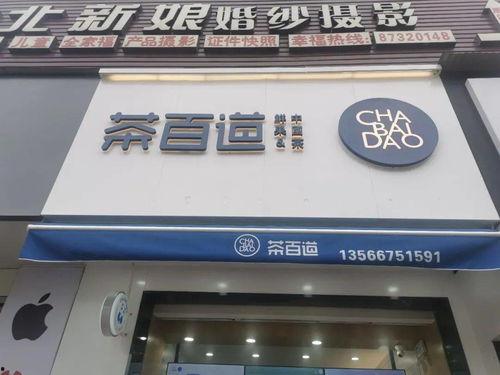 北新娘婚纱摄影
儿童 全家福 产品摄影 证件快照 幸福热线:87320148
茶百道
鲜果&
中国茶
CHA
BAI
DAO
CHA
BAI
DAO
茶百道
13566751591